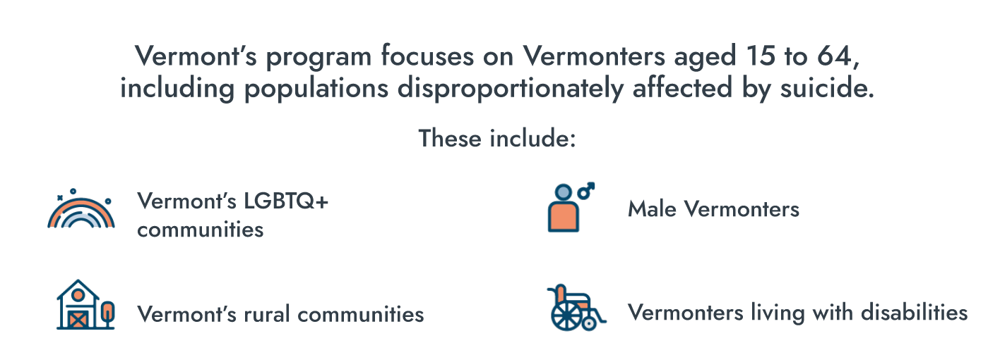 Vermont’s program focuses on Vermonters aged 15 to 64,
including populations disproportionately affected by suicide.
These include:
Vermont’s LGBTQ+
communities
Male Vermonters
Vermont’s rural communities
Vermonters living with disabilities